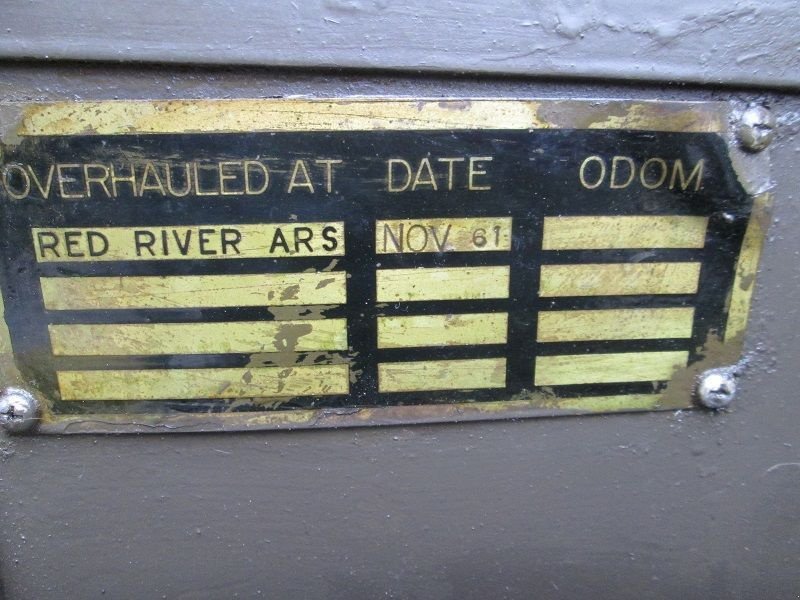 OVERHAULED AT DATE ODOM.
RED RIVER ARS NOV. 61